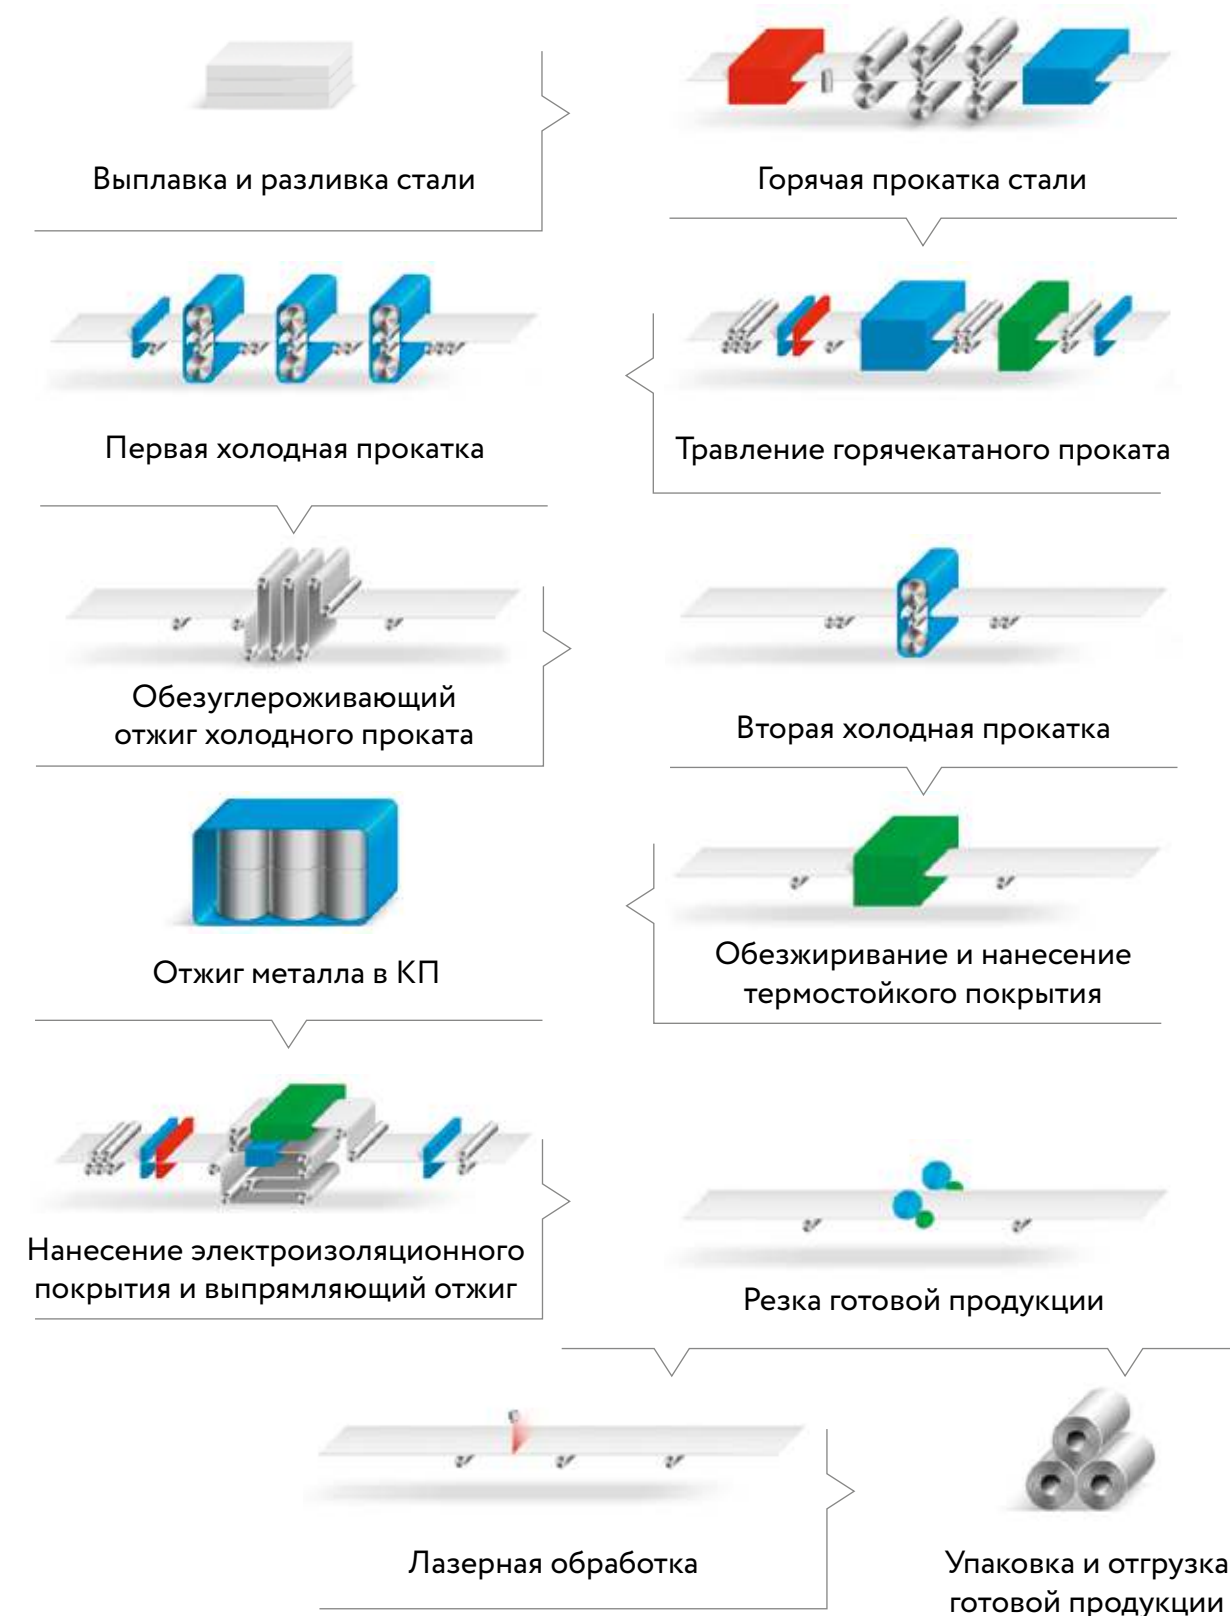 Выплавка и разливка стали
Горячая прокатка стали
Первая холодная прокатка
Травление горячекатаного проката
Обезуглероживающий
отжиг холодного проката
Вторая холодная прокатка
Отжиг металла в КП
Обезжиривание и нанесение
термостойкого покрытия
Нанесение электроизоляционного
покрытия и выпрямляющий отжиг
Резка готовой продукции
Лазерная обработка
Упаковка и отгрузка
готовой продукции